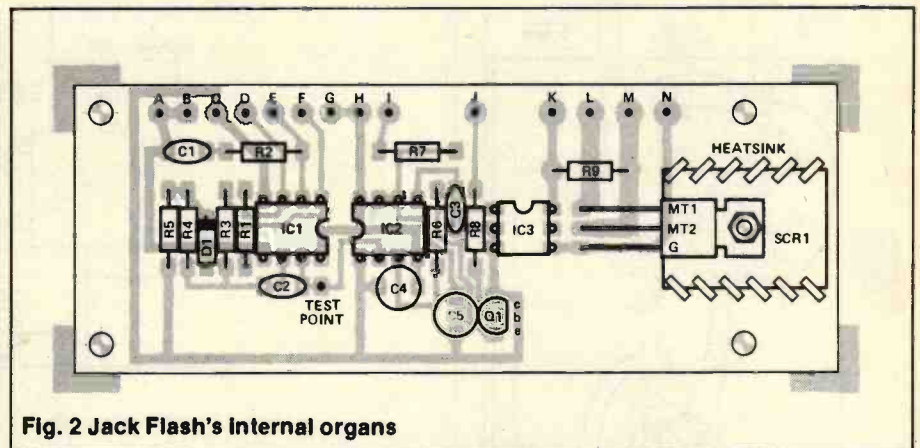 A B C D E F G H I J K L M N
HEATSINK
C1 R2 R7 R9
R5 R4 D1 R3 R1 IC1 IC2 R6 C3 R8 IC3 MT1
MT2
G
SCR1
C2 TEST
POINT
C4 C5 Q1 c
b
e
Fig. 2 Jack Flash's internal organs